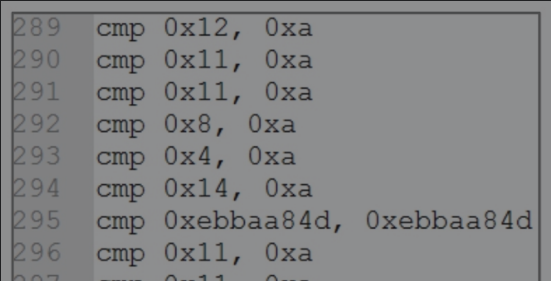 289 cmp 0x12, 0xa
290 cmp 0x11, 0xa
291 cmp 0x11, 0xa
292 cmp 0x8, 0xa
293 cmp 0x4, 0xa
294 cmp 0x14, 0xa
295 cmp 0xebbaa84d, 0xebbaa84d
296 cmp 0x11, 0xa